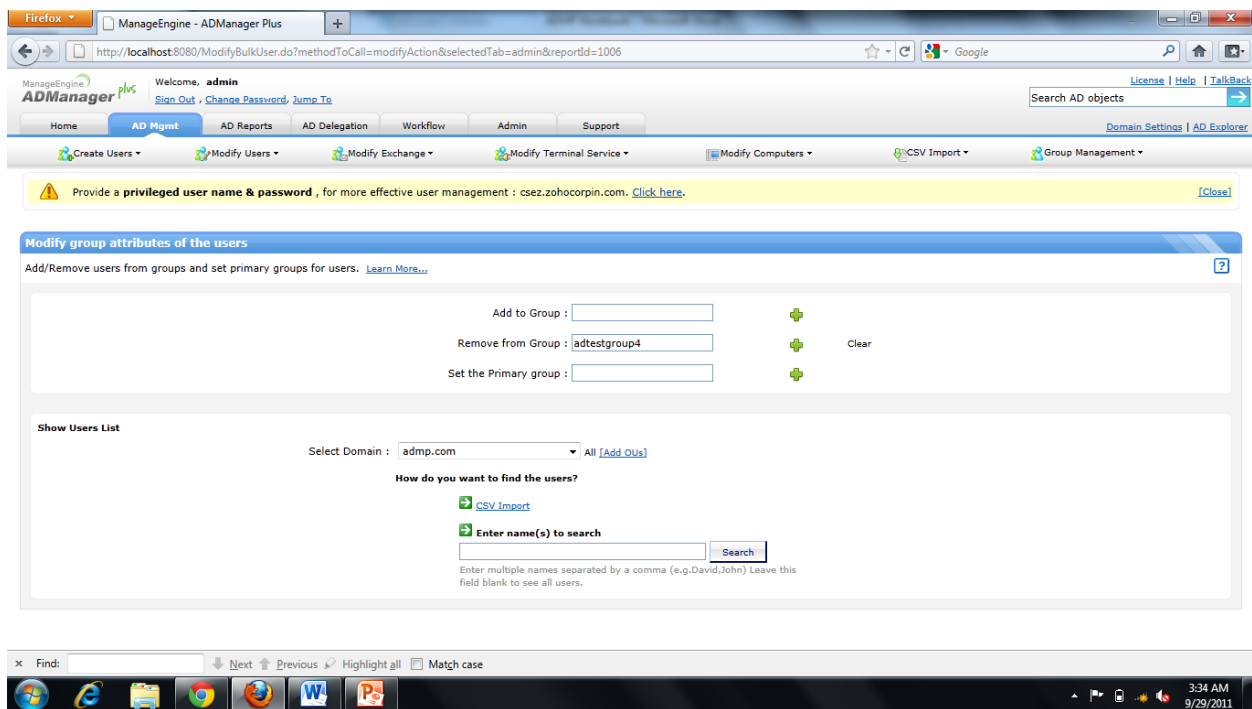 Firefox
ManageEngine - ADManager Plus
http://localhost:8080/ModifyBulkUser.do?methodToCall=modifyAction&selectedTab=admin&reportId=1006
Google
ManageEngine
ADManager plus
Welcome, admin
Sign Out , Change Password, Jump To
License | Help | TalkBack
Search AD objects
Home AD Mgmt AD Reports AD Delegation Workflow Admin Support
Domain Settings | AD Explorer
Create Users Modify Users Modify Exchange Modify Terminal Service Modify Computers CSV Import Group Management
Provide a privileged user name & password , for more effective user management : csez.zohocorpin.com. Click here.
[Close]
Modify group attributes of the users
Add/Remove users from groups and set primary groups for users. Learn More...
?
Add to Group :
Remove from Group : adtestgroup4
Clear
Set the Primary group :
Show Users List
Select Domain : admp.com All [Add OUs]
How do you want to find the users?
CSV Import
Enter name(s) to search
Search
Enter multiple names separated by a comma (e.g.David,John) Leave this
field blank to see all users.
× Find: Next Previous Highlight all Match case
3:34 AM
9/29/2011